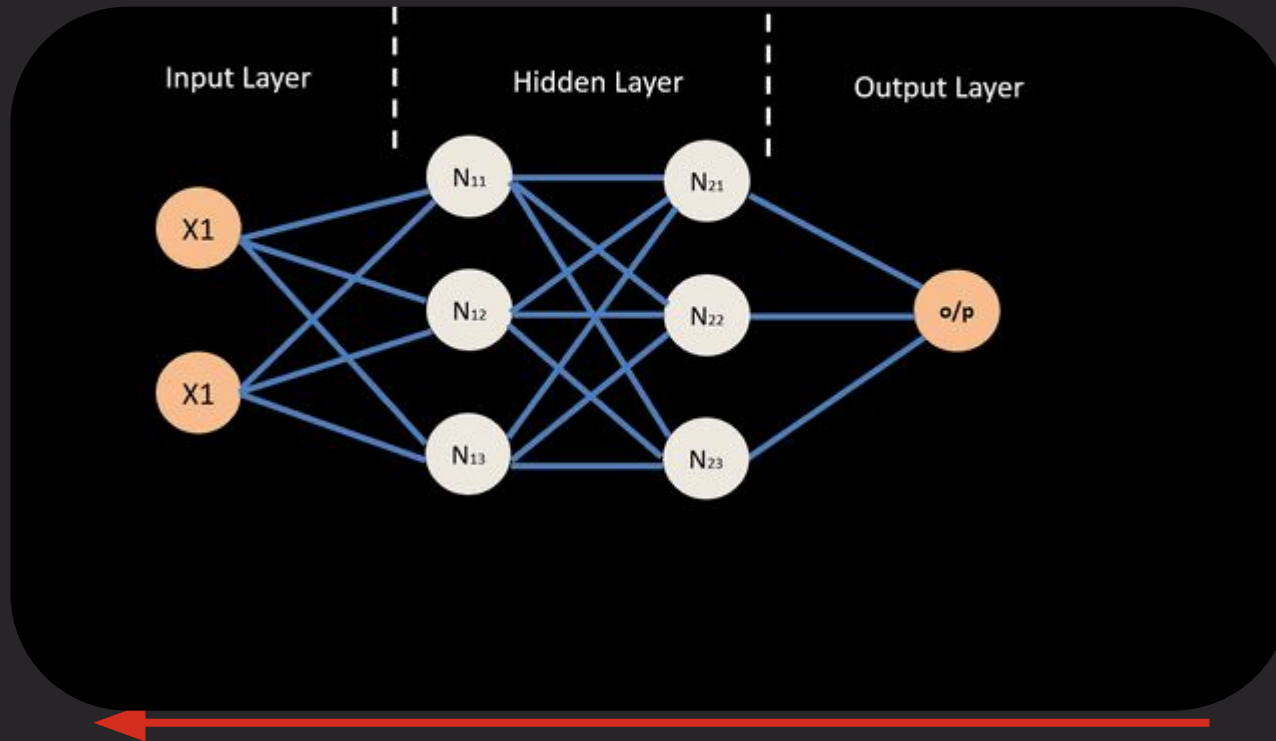 Input Layer
Hidden Layer
Output Layer
X1
X1
N11
N12
N13
N21
N22
N23
o/p